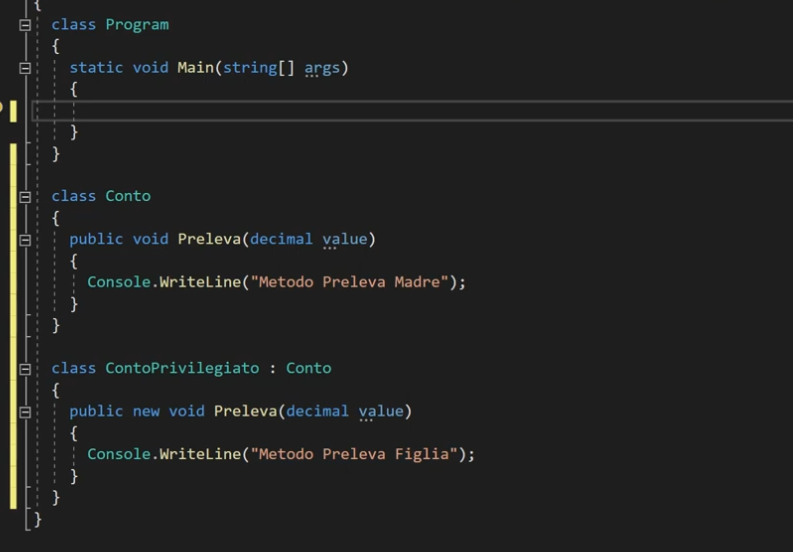 {
class Program
{
static void Main(string[] args)
{
}
}
class Conto
{
public void Preleva(decimal value)
{
Console.WriteLine("Metodo Preleva Madre");
}
}
class ContoPrivilegiato : Conto
{
public new void Preleva(decimal value)
{
Console.WriteLine("Metodo Preleva Figlia");
}
}
}